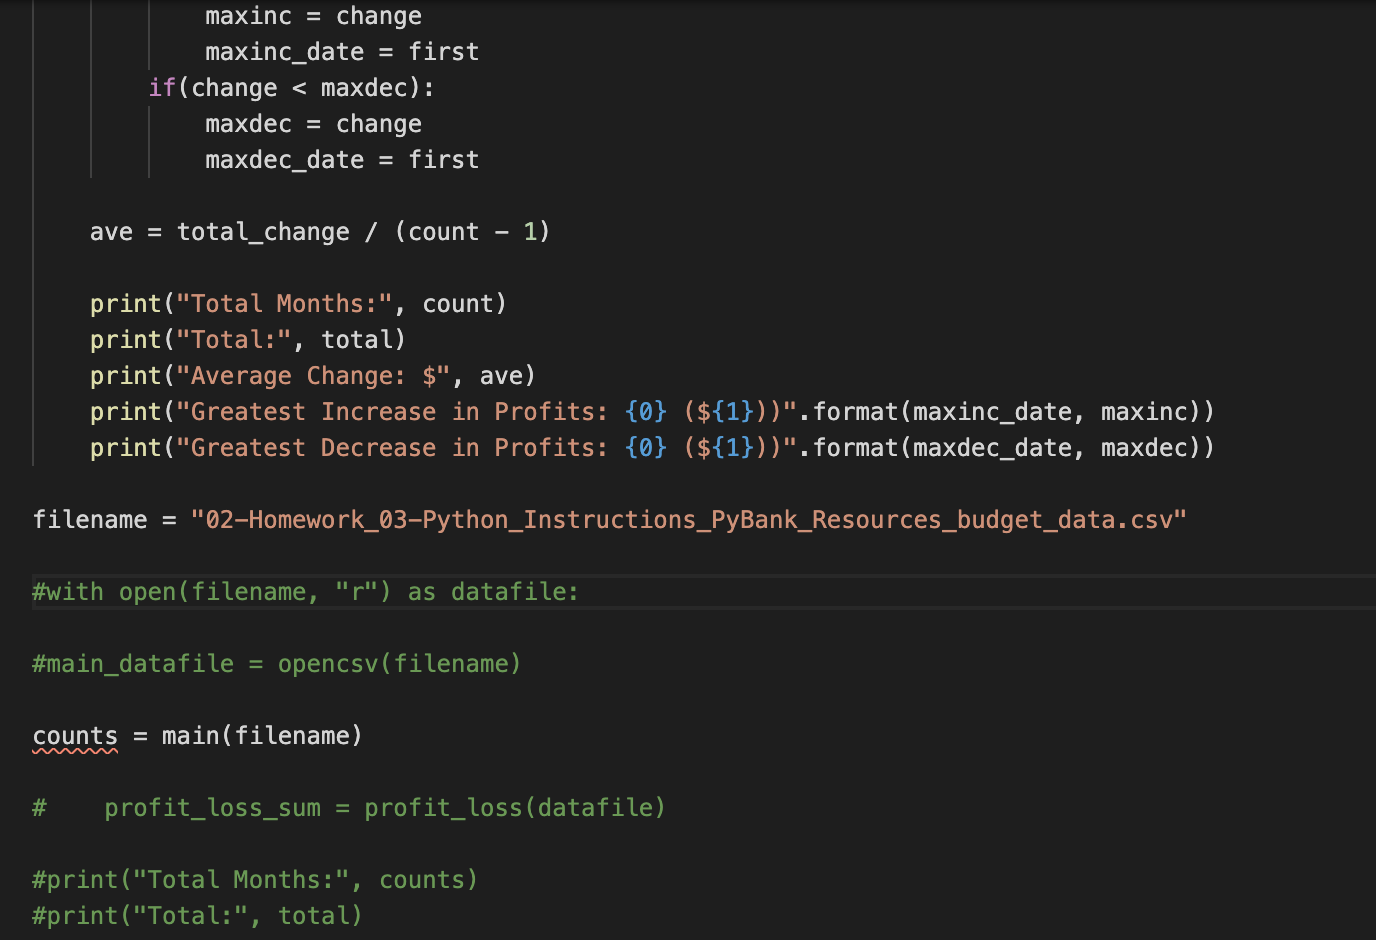 maxinc = change
maxinc_date = first
if(change < maxdec):
maxdec = change
maxdec_date = first
ave = total_change / (count - 1)
print("Total Months:", count)
print("Total:", total)
print("Average Change: $", ave)
print("Greatest Increase in Profits: {0} (${1}))".format(maxinc_date, maxinc))
print("Greatest Decrease in Profits: {0} (${1}))".format(maxdec_date, maxdec))
filename = "02-Homework_03-Python_Instructions_PyBank_Resources_budget_data.csv"
#with open(filename, "r") as datafile:
#main_datafile = opencsv(filename)
counts = main(filename)
#    profit_loss_sum = profit_loss(datafile)
#print("Total Months:", counts)
#print("Total:", total)